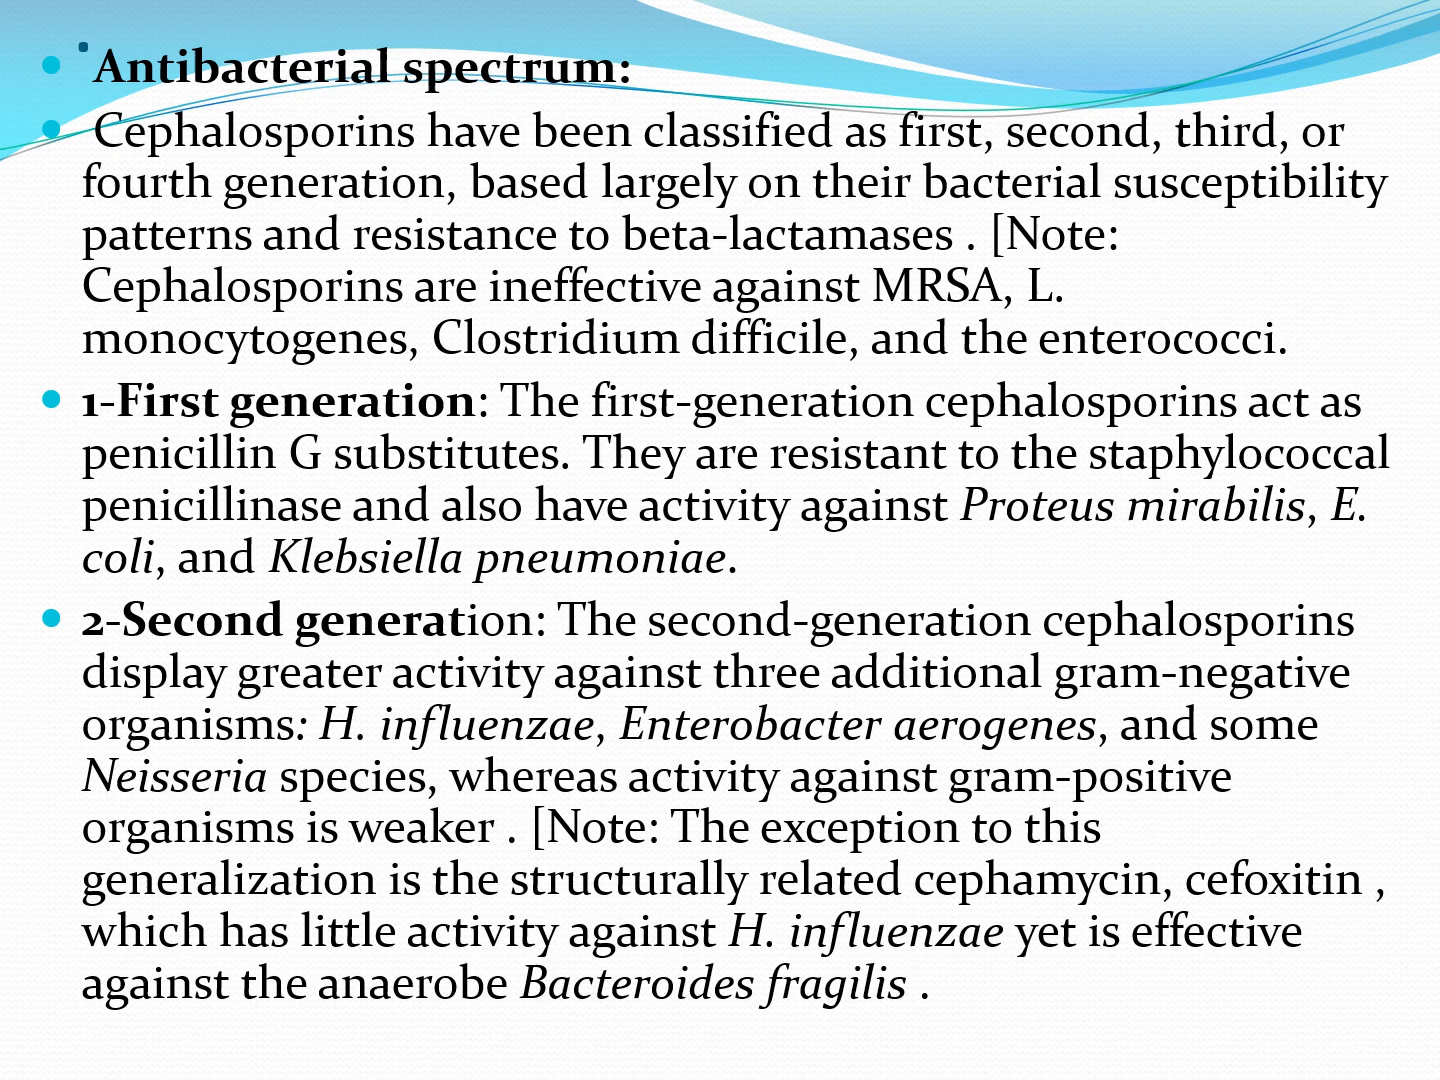 Antibacterial spectrum:
Cephalosporins have been classified as first, second, third, or
fourth generation, based largely on their bacterial susceptibility
patterns and resistance to beta-lactamases . [Note:
Cephalosporins are ineffective against MRSA, L.
monocytogenes, Clostridium difficile, and the enterococci.
1-First generation: The first-generation cephalosporins act as
penicillin G substitutes. They are resistant to the staphylococcal
penicillinase and also have activity against Proteus mirabilis, E.
coli, and Klebsiella pneumoniae.
2-Second generation: The second-generation cephalosporins
display greater activity against three additional gram-negative
organisms: H. influenzae, Enterobacter aerogenes, and some
Neisseria species, whereas activity against gram-positive
organisms is weaker . [Note: The exception to this
generalization is the structurally related cephamycin, cefoxitin ,
which has little activity against H. influenzae yet is effective
against the anaerobe Bacteroides fragilis .